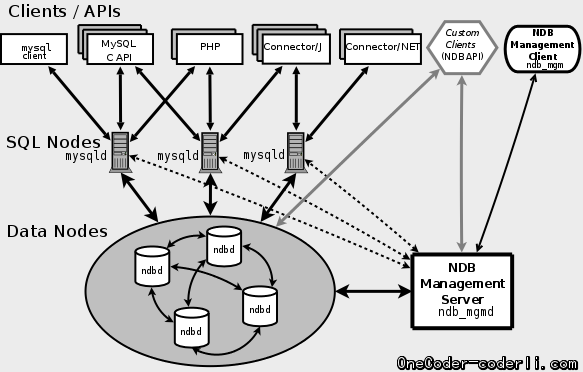 Clients / APIs
mysql
client
MySQL
C API
PHP
Connector/J
Connector/NET
Custom
Clients
(NDBAPI)
NDB
Management
Client
ndb_mgm
SQL Nodes
mysqld
mysqld
mysqld
Data Nodes
ndbd
ndbd
ndbd
ndbd
NDB
Management
Server
ndb_mgmd
OneCoder-coderli.com